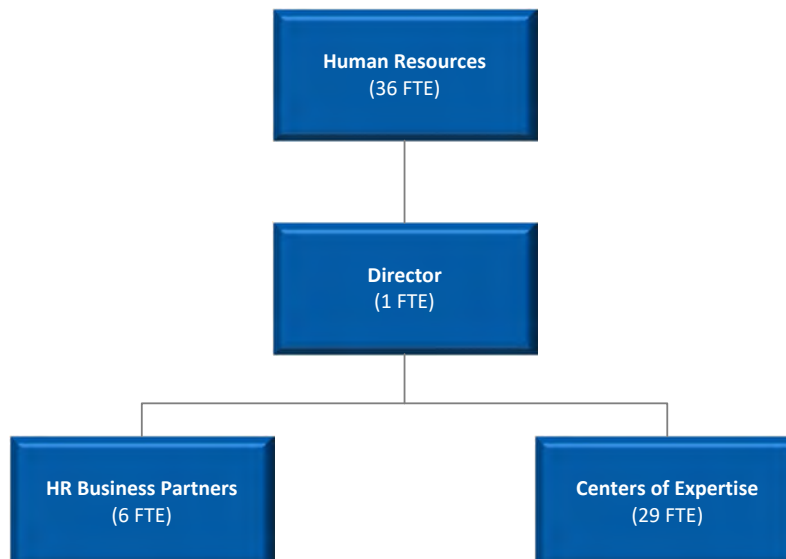 Human Resources
(36 FTE)
Director
(1 FTE)
HR Business Partners
(6 FTE)
Centers of Expertise
(29 FTE)